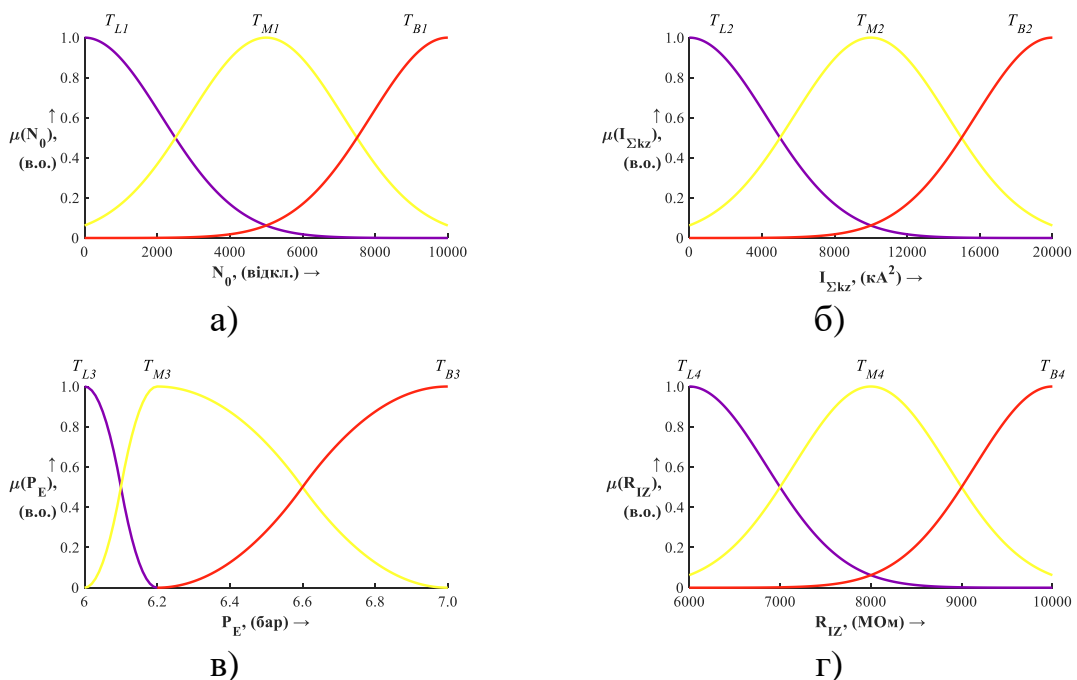 T_L1 T_M1 T_B1
1.0
0.8
0.6
0.4
0.2
0
↑
μ(N_0),
(в.о.)
0 2000 4000 6000 8000 10000
N_0, (відкл.) →
а)
T_L2 T_M2 T_B2
1.0
0.8
0.6
0.4
0.2
0
↑
μ(I_Σkz),
(в.о.)
0 4000 8000 12000 16000 20000
I_Σkz, (кА²) →
б)
T_L3 T_M3 T_B3
1.0
0.8
0.6
0.4
0.2
0
↑
μ(P_E),
(в.о.)
6 6.2 6.4 6.6 6.8 7.0
P_E, (бар) →
в)
T_L4 T_M4 T_B4
1.0
0.8
0.6
0.4
0.2
0
↑
μ(R_IZ),
(в.о.)
6000 7000 8000 9000 10000
R_IZ, (МОм) →
г)